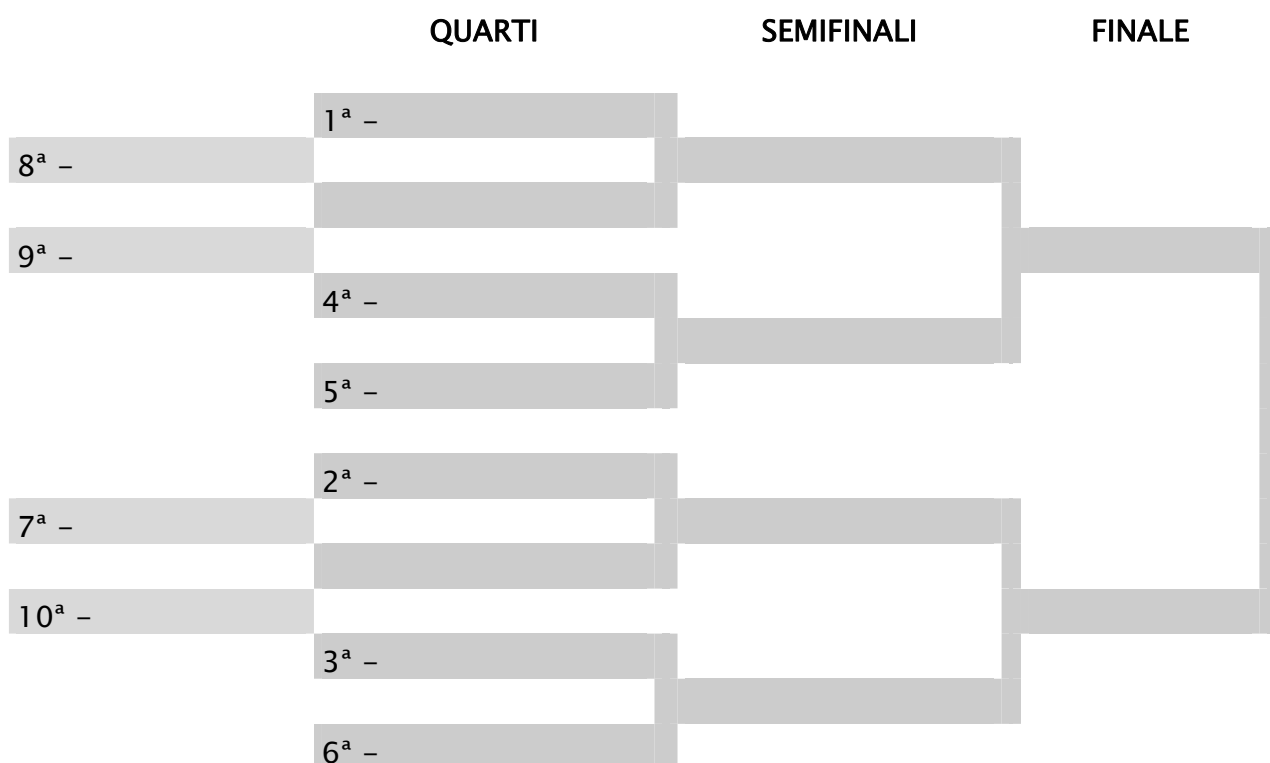 QUARTI SEMIFINALI FINALE
1ª –
8ª –
9ª –
4ª –
5ª –
2ª –
7ª –
10ª –
3ª –
6ª –